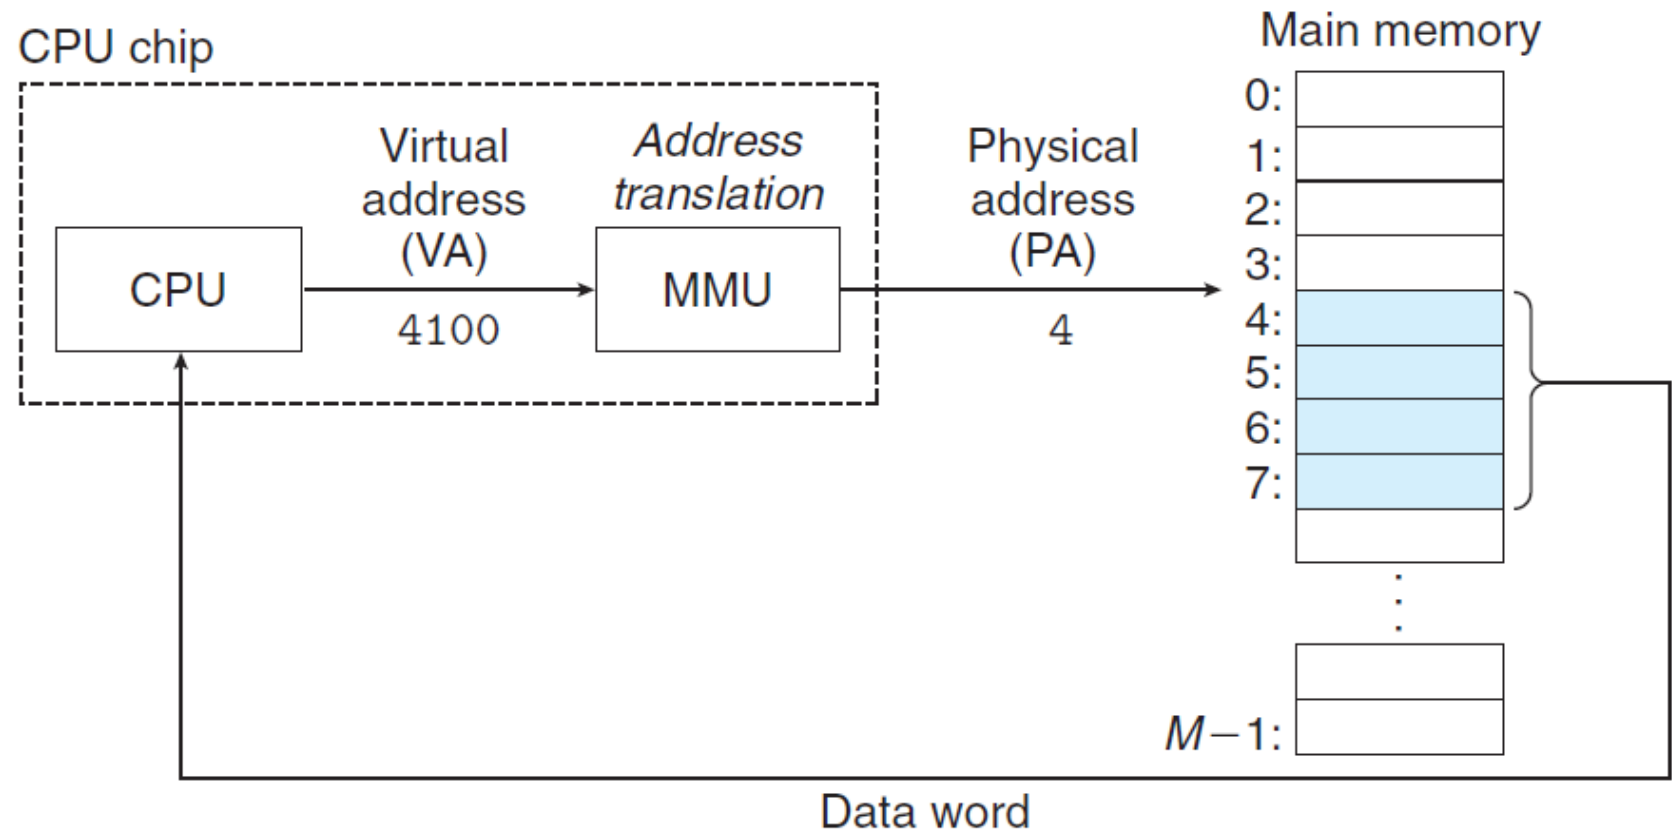 CPU chip
Virtual
address
(VA)
Address
translation
Physical
address
(PA)
Main memory
CPU
4100
MMU
4
0:
1:
2:
3:
4:
5:
6:
7:
M−1:
Data word